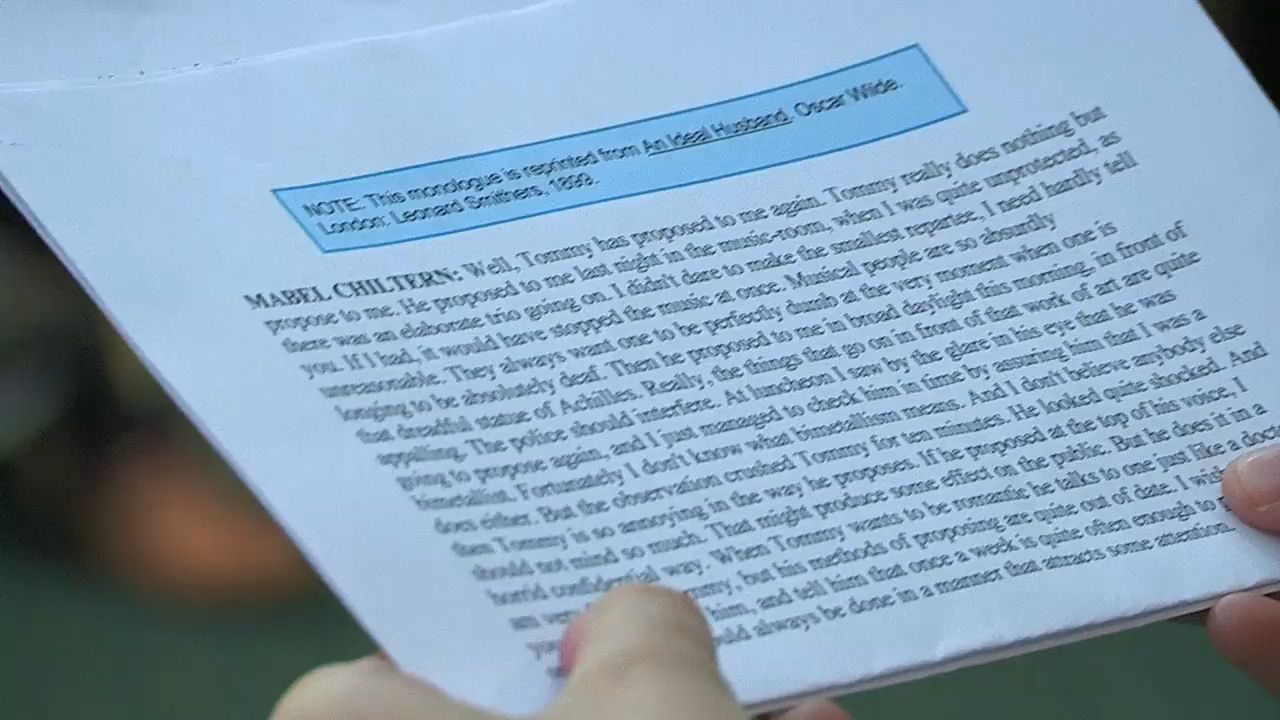 NOTE: This monologue is reprinted from An Ideal Husband. Oscar Wilde.
London: Leonard Smithers, 1899.
MABEL CHILTERN: Well, Tommy has proposed to me again. Tommy really does nothing but
propose to me. He proposed to me last night in the music-room, when I was quite unprotected, as
there was an elaborate trio going on. I didn't dare to make the smallest repartee, I need hardly tell
you. If I had, it would have stopped the music at once. Musical people are so absurdly
unreasonable. They always want one to be perfectly dumb at the very moment when one is
longing to be absolutely deaf. Then he proposed to me in broad daylight this morning, in front of
that dreadful statue of Achilles. Really, the things that go on in front of that work of art are quite
appalling. The police should interfere. At luncheon I saw by the glare in his eye that he was
going to propose again, and I just managed to check him in time by assuring him that I was a
bimetallist. Fortunately I don't know what bimetallism means. And I don't believe anybody else
does either. But the observation crushed Tommy for ten minutes. He looked quite shocked. And
then Tommy is so annoying in the way he proposes. If he proposed at the top of his voice, I
should not mind so much. That might produce some effect on the public. But he does it in a
horrid confidential way. When Tommy wants to be romantic he talks to one just like a
am but his methods of proposing are quite out of date. I
him, and tell him that once a week is quite often enough to
always be done in a manner that attracts some attention.